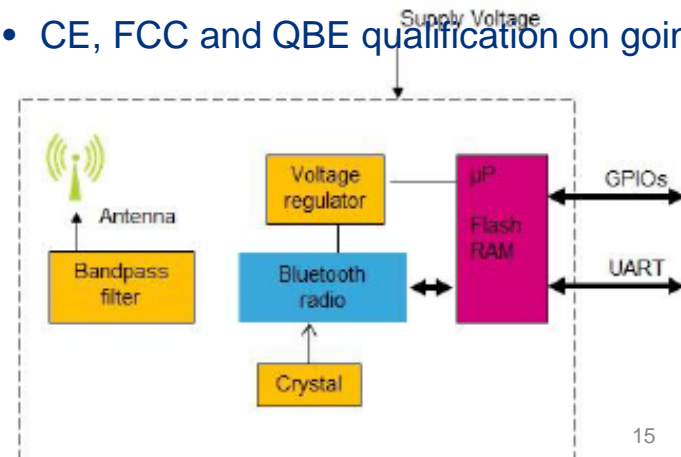 Supply Voltage
• CE, FCC and QBE qualification on goin
Antenna
Bandpass
filter
Voltage
regulator
Bluetooth
radio
Crystal
µP
Flash
RAM
GPIOs
UART
15